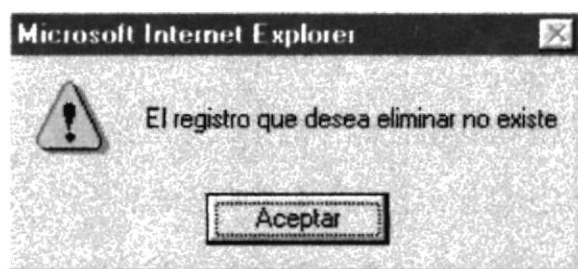 Microsoft Internet Explorer
El registro que desea eliminar no existe
Aceptar